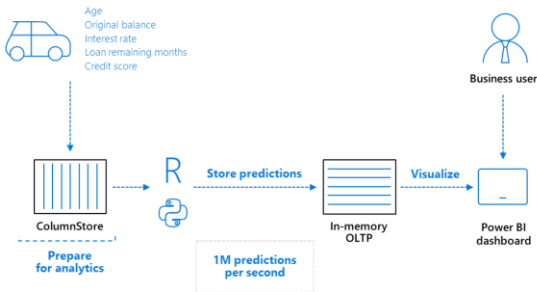 Age
Original balance
Interest rate
Loan remaining months
Credit score
Business user
R
Store predictions
Visualize
ColumnStore
In-memory
OLTP
Power BI
dashboard
Prepare
for analytics
1M predictions
per second